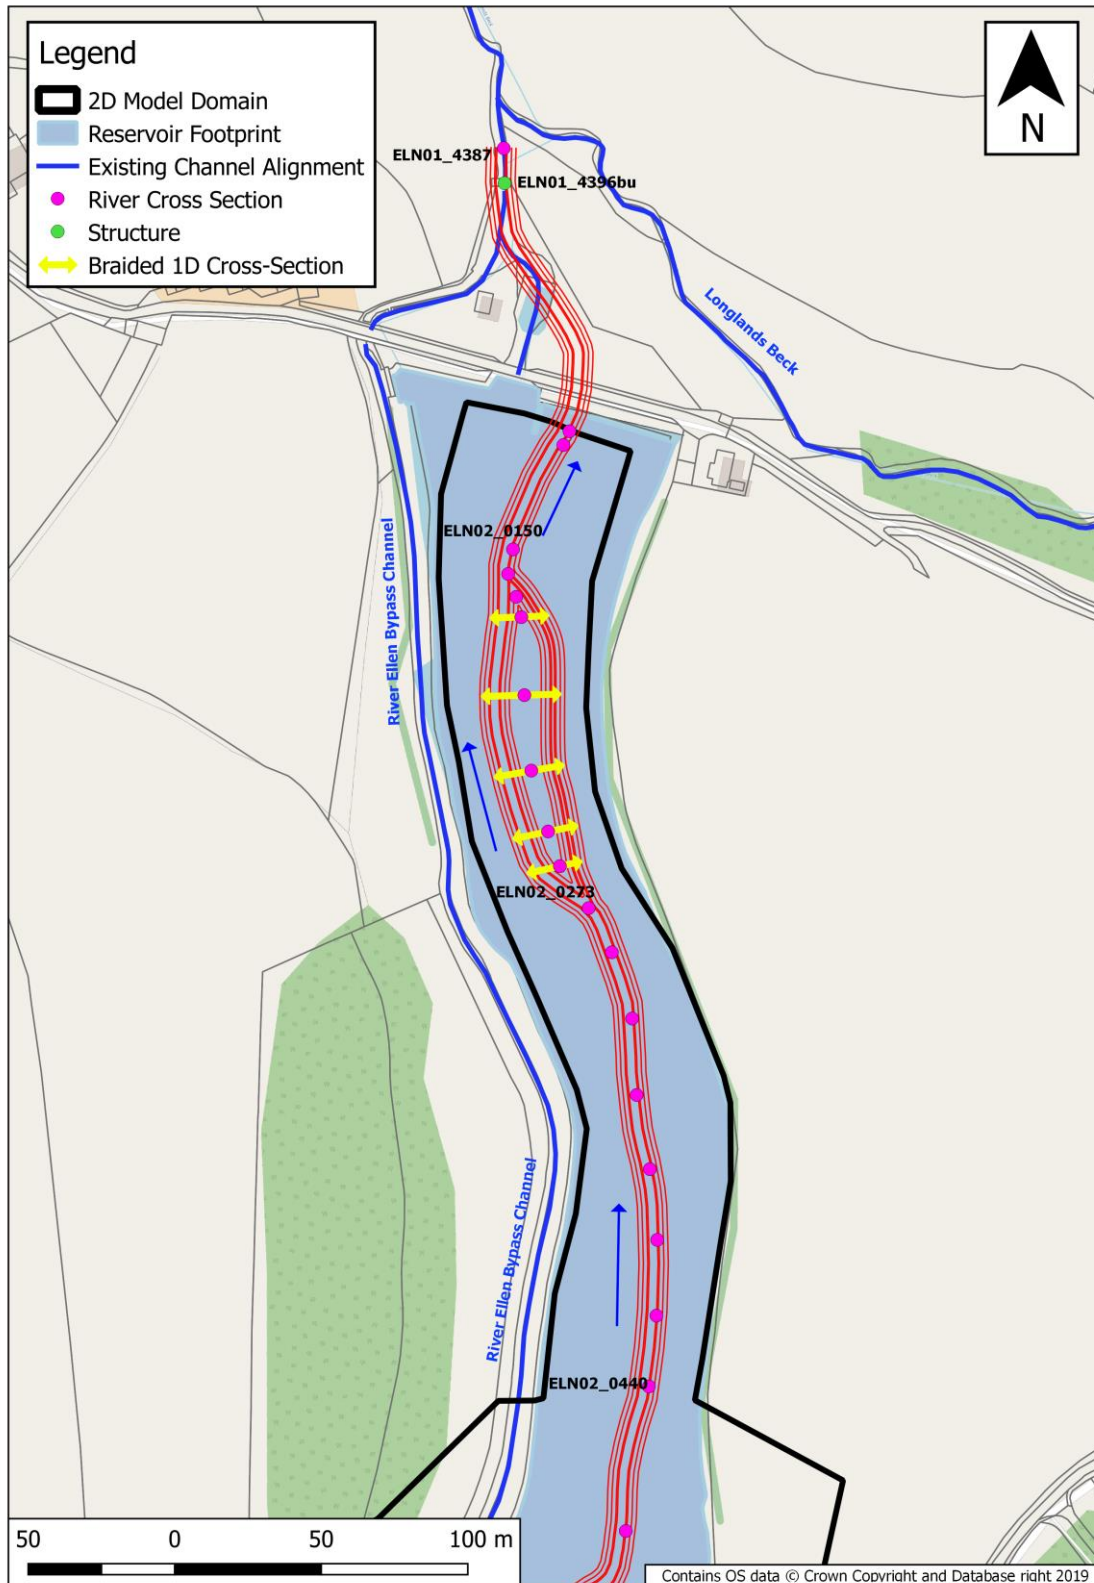 Legend
2D Model Domain
Reservoir Footprint
Existing Channel Alignment
River Cross Section
Structure
Braided 1D Cross-Section
N
ELN01_4387
ELN01_4396bu
Longlands Beck
ELN02_0150
River Ellen Bypass Channel
ELN02_0273
River Ellen Bypass Channel
ELN02_0440
50 0 50 100 m
Contains OS data © Crown Copyright and Database right 2019